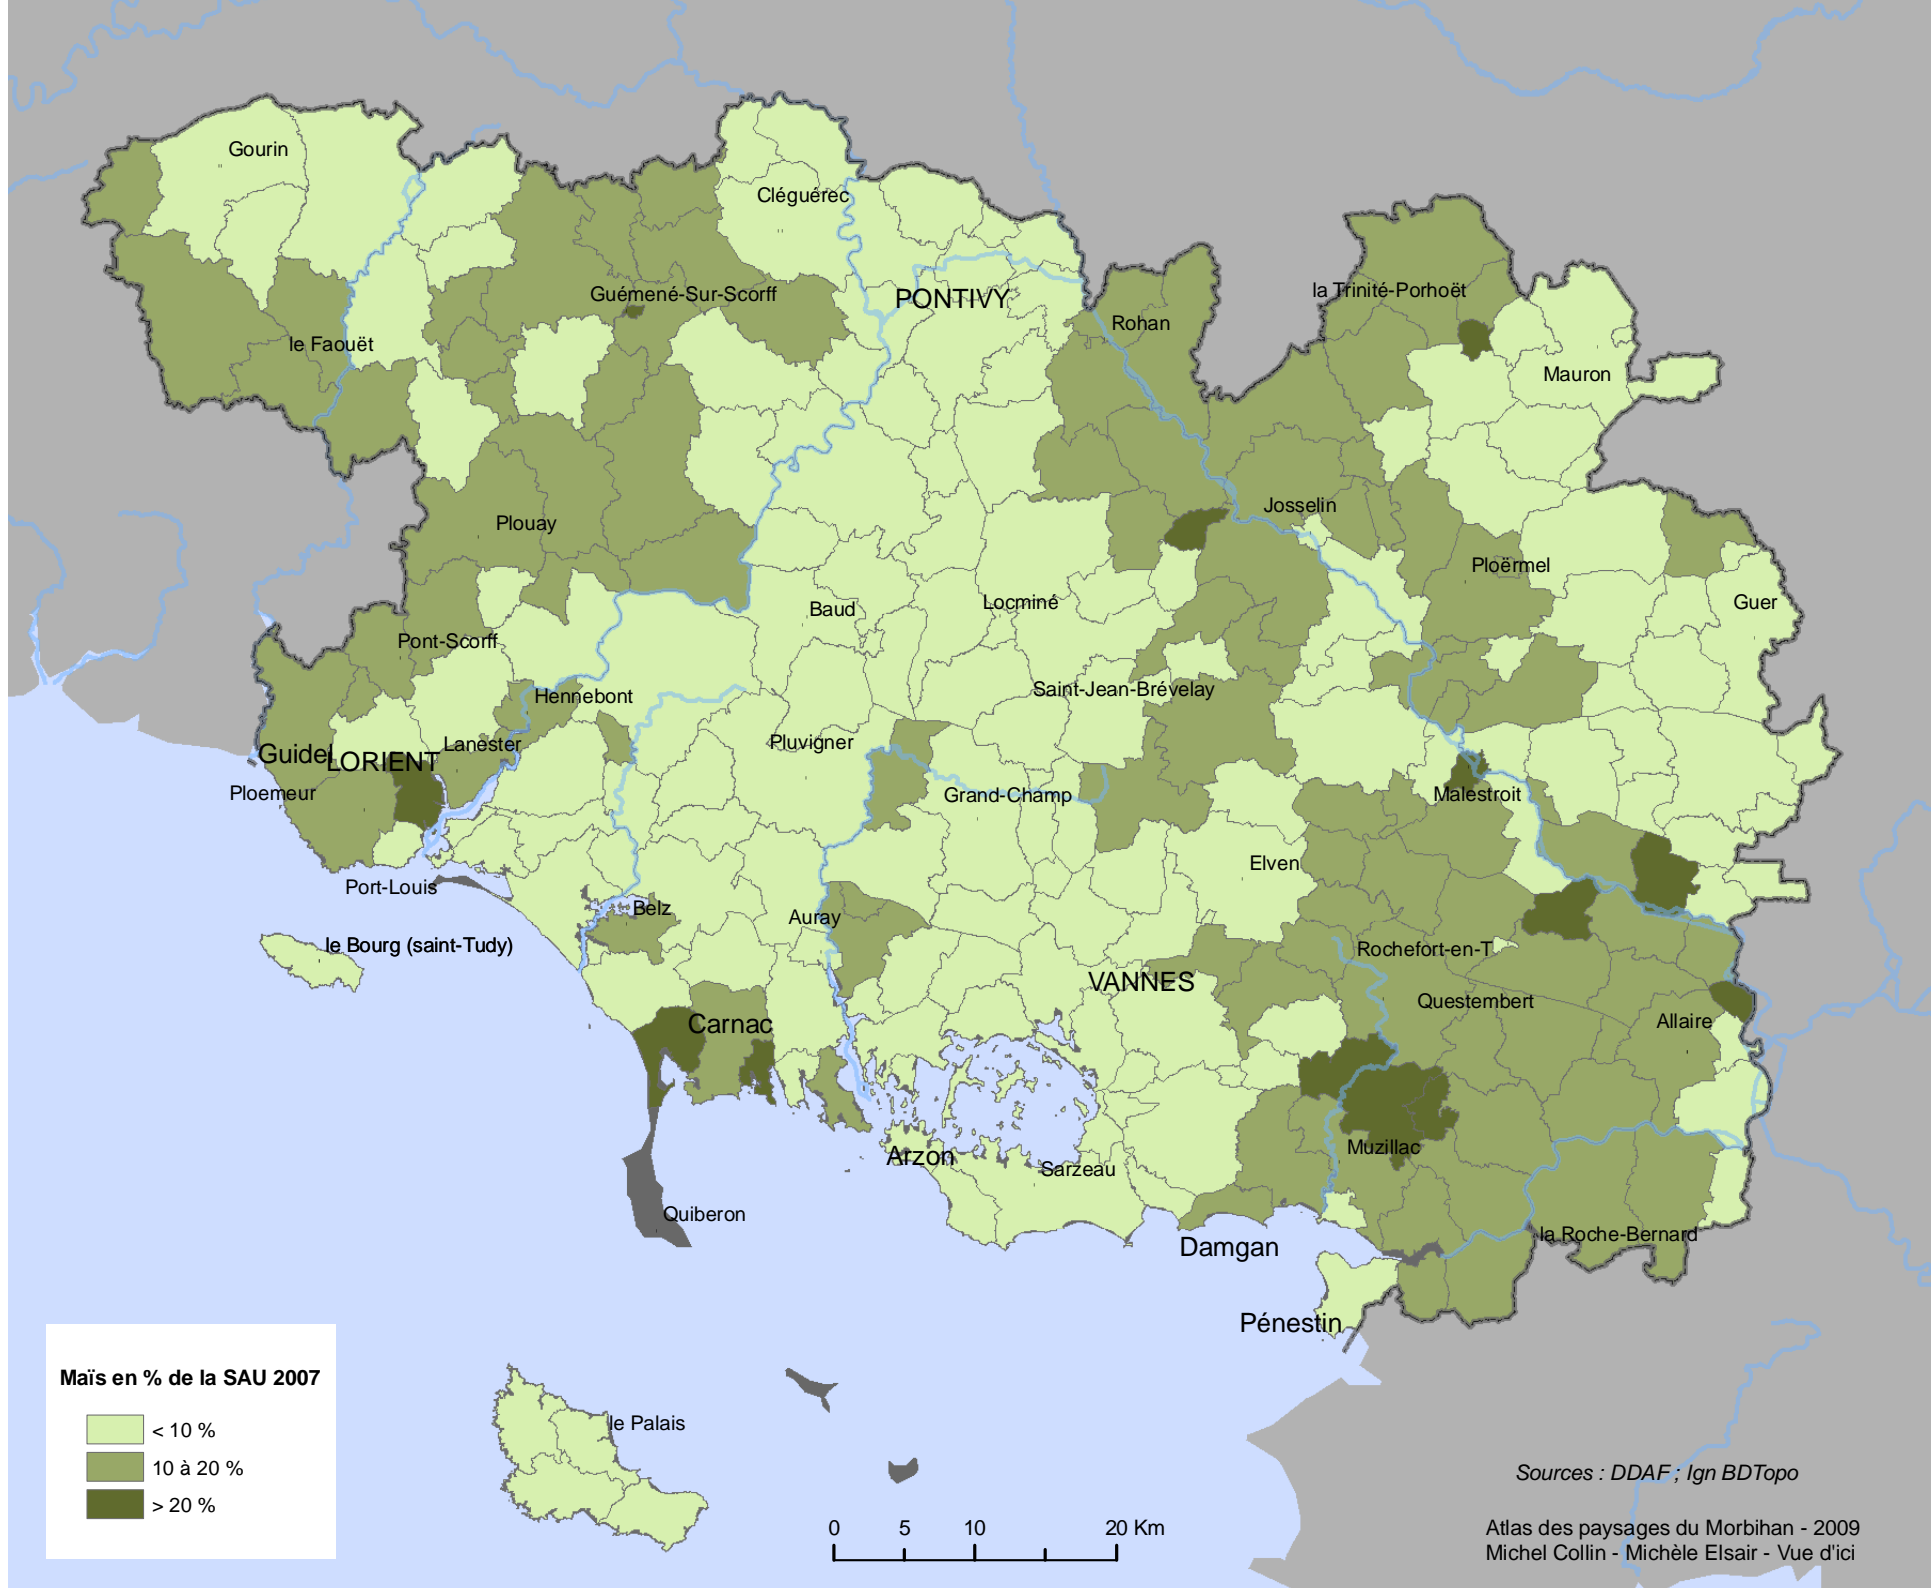 Gourin
Cléguérec
Guémené-Sur-Scorff
PONTIVY
la Trinité-Porhoët
Rohan
le Faouët
Mauron
Plouay
Josselin
Ploërmel
Baud
Locminé
Guer
Pont-Scorff
Saint-Jean-Brévelay
Hennebont
Guidel
LORIENT
Lanester
Pluvigner
Ploemeur
Grand-Champ
Malestroit
Elven
Port-Louis
Belz
Auray
le Bourg (saint-Tudy)
Rochefort-en-T
VANNES
Questembert
Carnac
Allaire
Muzillac
Arzon
Sarzeau
Quiberon
la Roche-Bernard
Damgan
Pénestin
Maïs en % de la SAU 2007
< 10 %
10 à 20 %
> 20 %
le Palais
0 5 10 20 Km
Sources : DDAF ; Ign BDTopo
Atlas des paysages du Morbihan - 2009
Michel Collin - Michèle Elsair - Vue d'ici